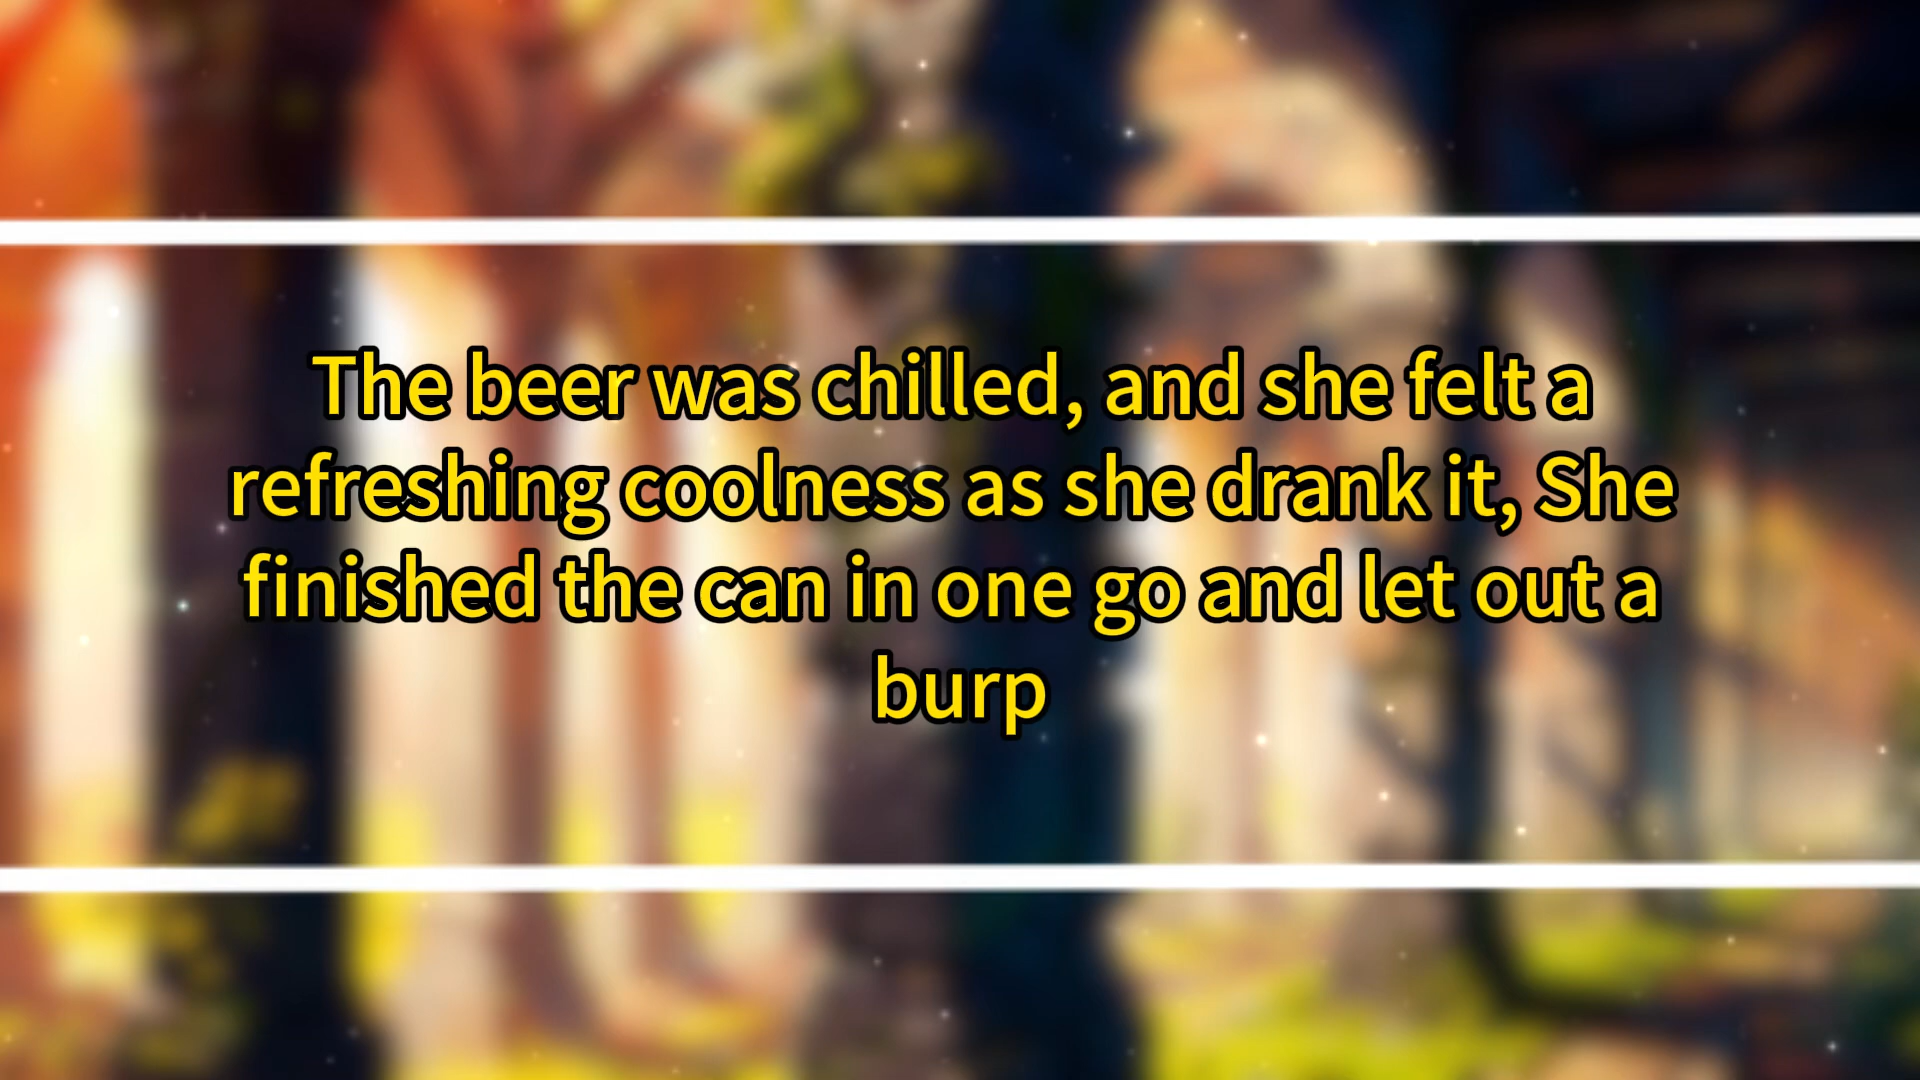 The beer was chilled, and she felt a
refreshing coolness as she drank it, She
finished the can in one go and let out a
burp